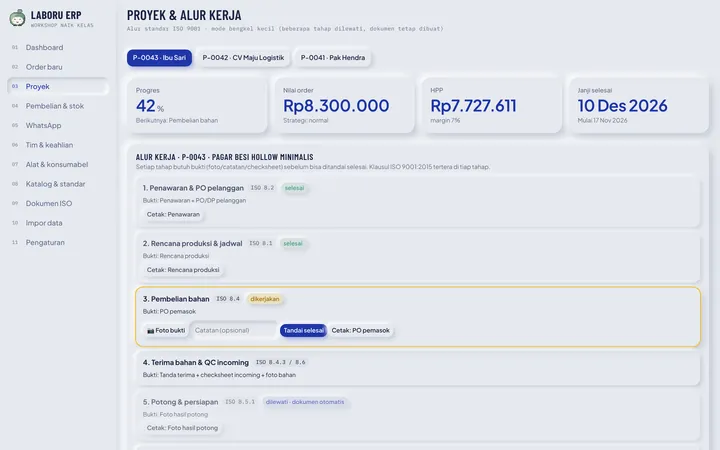 LABORU ERP
WORKSHOP NAIK KELAS
01 Dashboard
02 Order baru
03 Proyek
04 Pembelian & stok
05 WhatsApp
06 Tim & keahlian
07 Alat & konsumabel
08 Katalog & standar
09 Dokumen ISO
10 Impor data
11 Pengaturan
PROYEK & ALUR KERJA
Alur standar ISO 9001 · mode bengkel kecil (beberapa tahap dilewati, dokumen tetap dibuat)
P-0043 · Ibu Sari
P-0042 · CV Maju Logistik
P-0041 · Pak Hendra
Progres
42 %
Berikutnya: Pembelian bahan
Nilai order
Rp8.300.000
Strategi: normal
HPP
Rp7.727.611
margin 7%
Janji selesai
10 Des 2026
Mulai 17 Nov 2026
ALUR KERJA · P-0043 · PAGAR BESI HOLLOW MINIMALIS
Setiap tahap butuh bukti (foto/catatan/checksheet) sebelum bisa ditandai selesai. Klausul ISO 9001:2015 tertera di tiap tahap.
1. Penawaran & PO pelanggan ISO 8.2 selesai
Bukti: Penawaran + PO/DP pelanggan
Cetak: Penawaran
2. Rencana produksi & jadwal ISO 8.1 selesai
Bukti: Rencana produksi
Cetak: Rencana produksi
3. Pembelian bahan ISO 8.4 dikerjakan
Bukti: PO pemasok
Foto bukti Catatan (opsional) Tandai selesai Cetak: PO pemasok
4. Terima bahan & QC incoming ISO 8.4.3 / 8.6
Bukti: Tanda terima + checksheet incoming + foto bahan
5. Potong & persiapan ISO 8.5.1 dilewati · dokumen otomatis
Bukti: Foto hasil potong
Cetak: Foto hasil potong